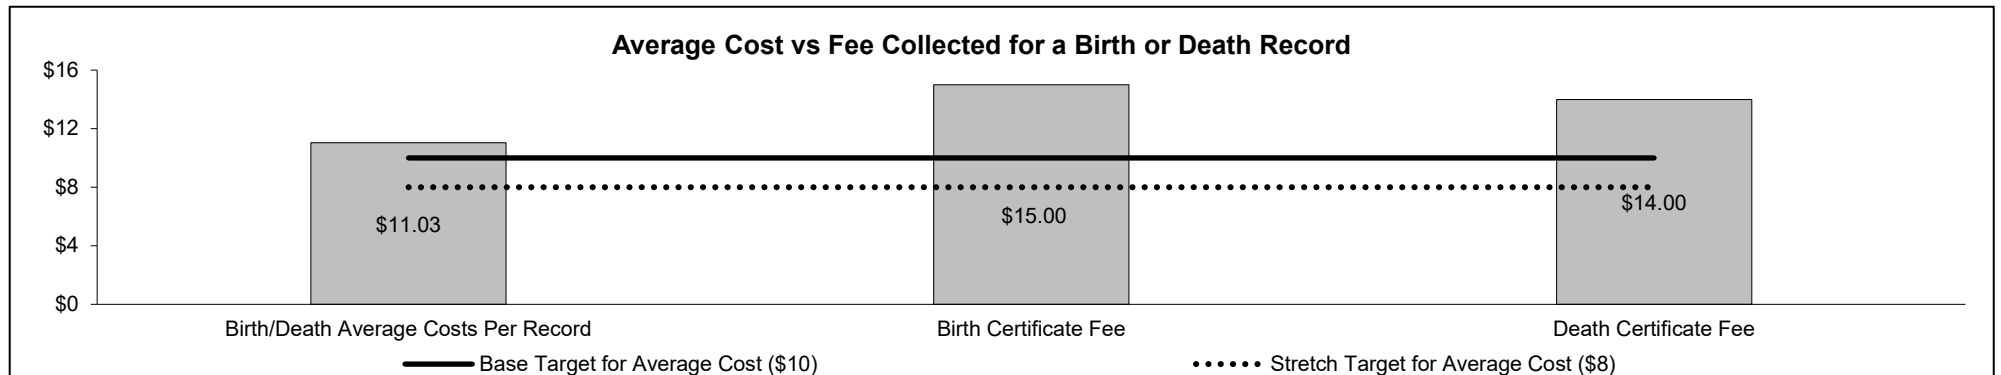 Average Cost vs Fee Collected for a Birth or Death Record
$16
$12
$8
$4
$0
$11.03
$15.00
$14.00
Birth/Death Average Costs Per Record
Birth Certificate Fee
Death Certificate Fee
Base Target for Average Cost ($10)
Stretch Target for Average Cost ($8)